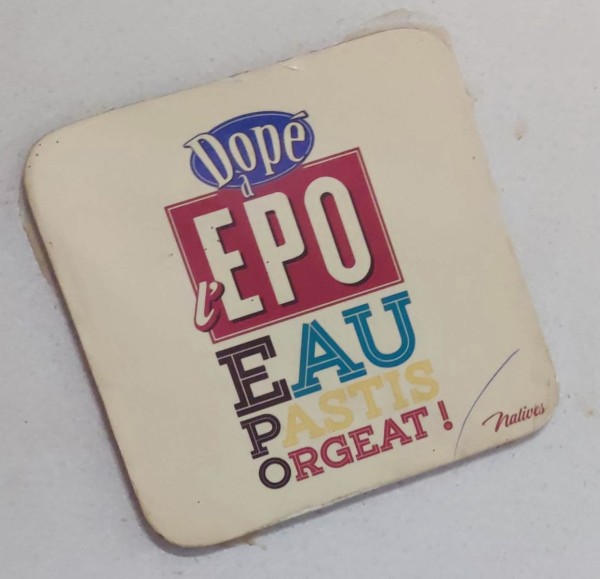 Dopé
à
l'EPO
EAU
PASTIS
ORGEAT !
Natives